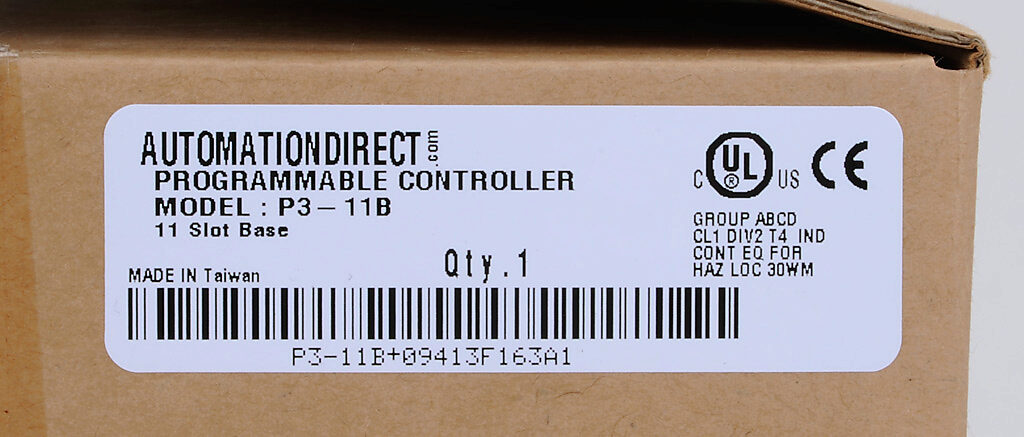 AUTOMATIONDIRECT.com
PROGRAMMABLE CONTROLLER
MODEL : P3-11B
11 Slot Base
C UL ® US CE
GROUP ABCD
CL1 DIV2 T4 IND
CONT EQ FOR
HAZ LOC 30WM
MADE IN Taiwan
Qty.1
P3-11B+09413F163A1